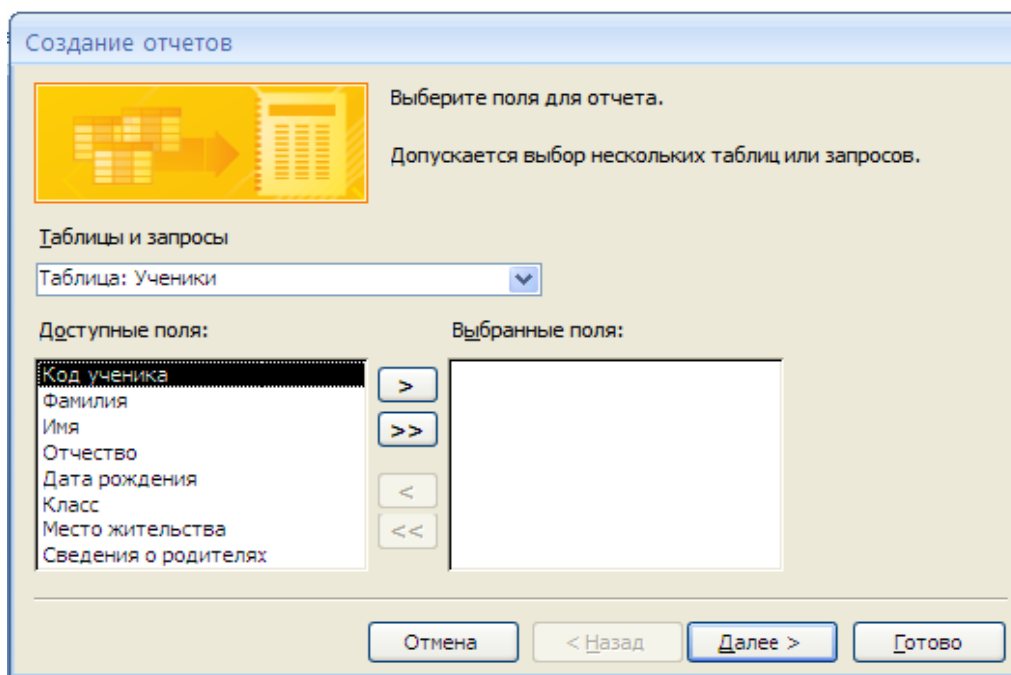 Создание отчетов
Выберите поля для отчета.
Допускается выбор нескольких таблиц или запросов.
Таблицы и запросы
Таблица: Ученики
Доступные поля:
Выбранные поля:
Код ученика
Фамилия
Имя
Отчество
Дата рождения
Класс
Место жительства
Сведения о родителях
>
>>
<
<<
Отмена
< Назад
Далее >
Готово